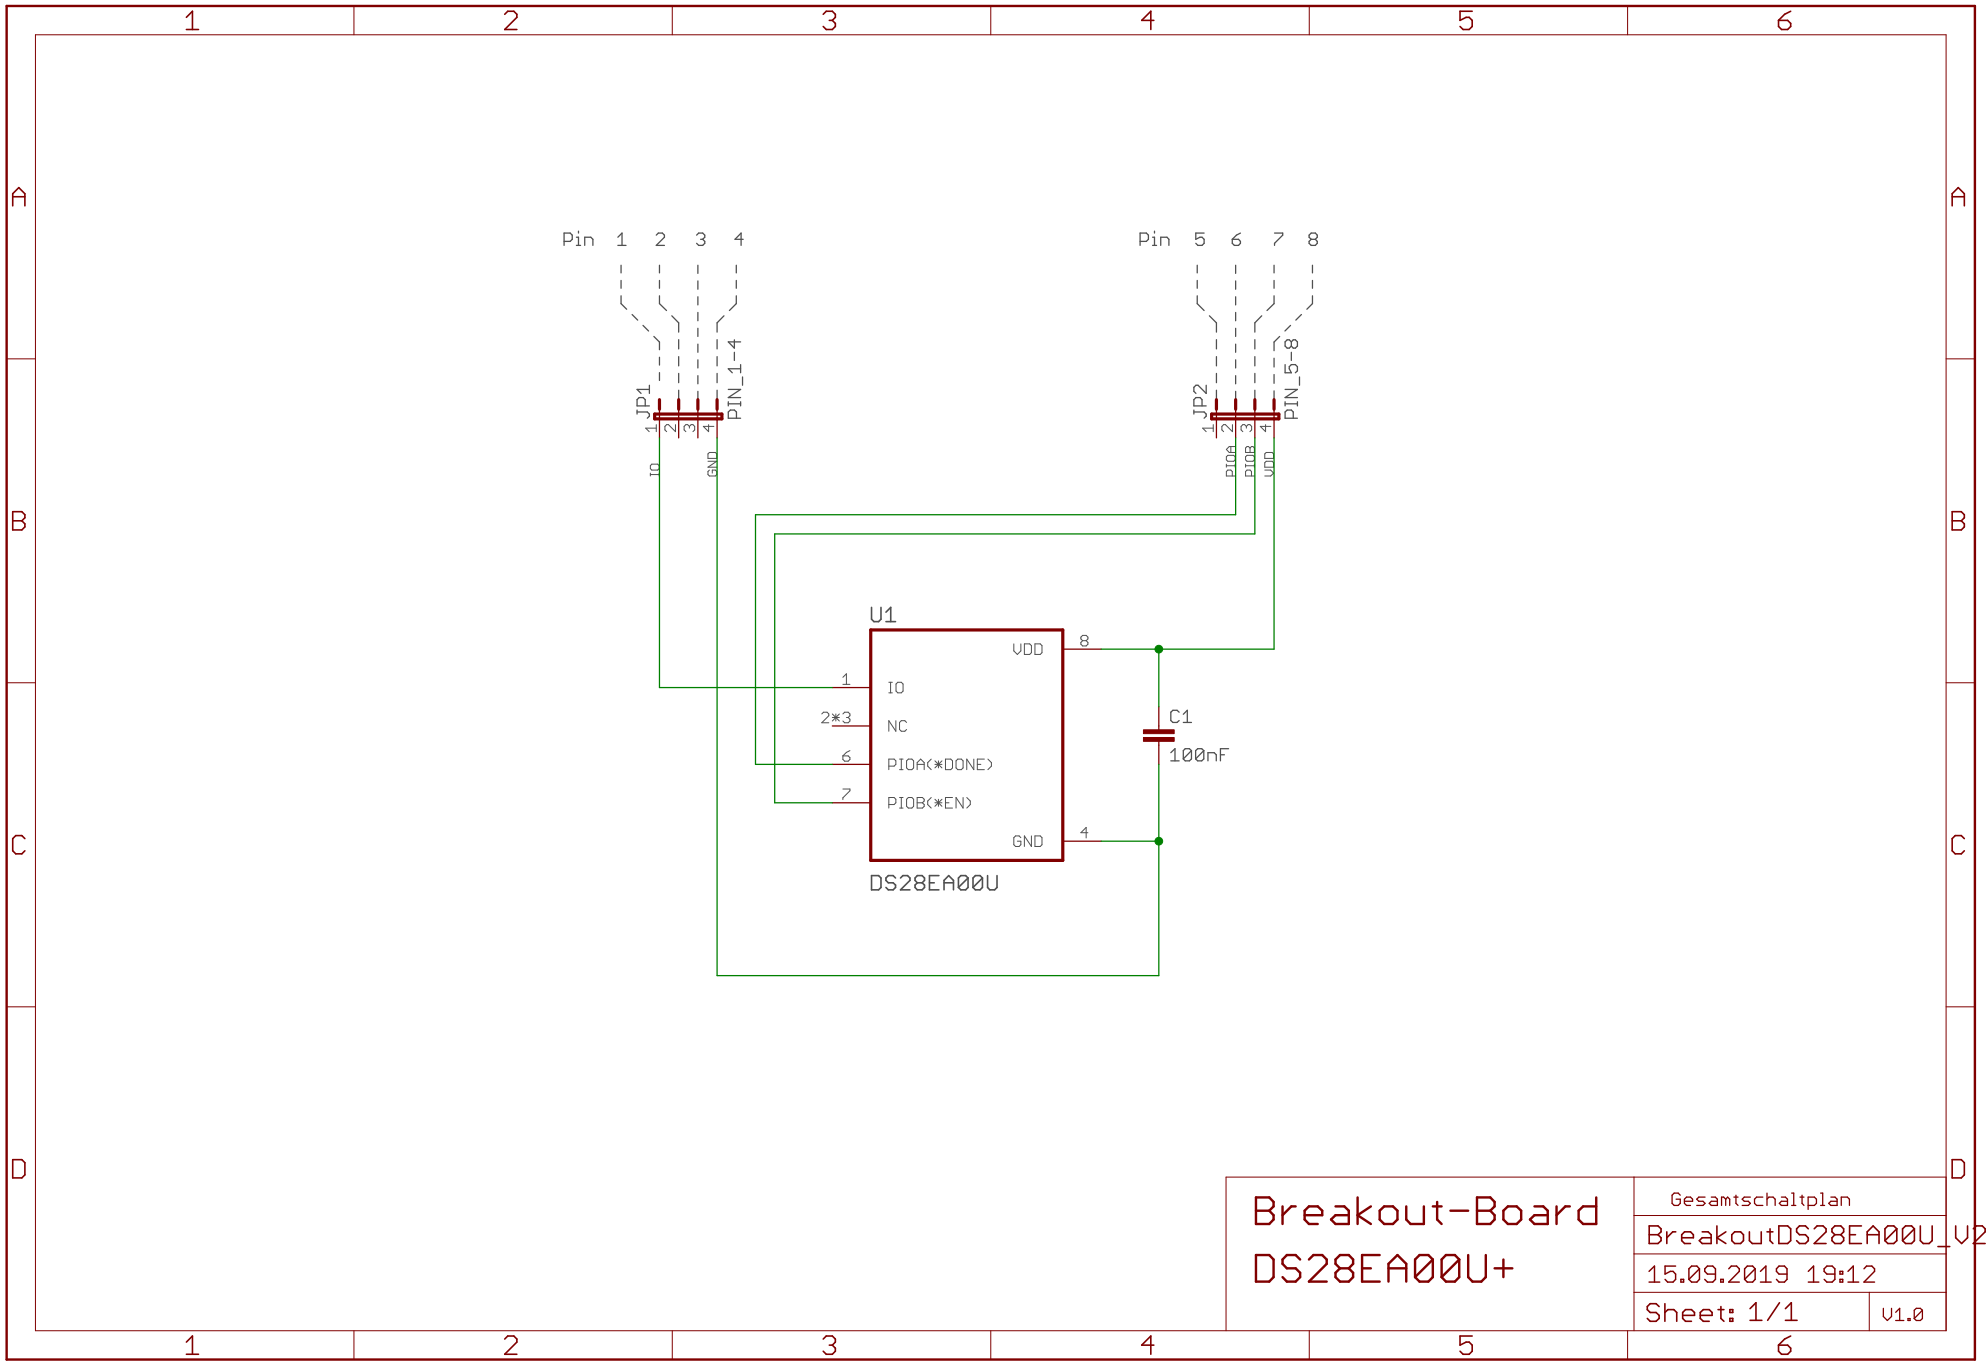 1 2 3 4 5 6
A A
Pin 1 2 3 4
Pin 5 6 7 8
JP1
PIN_1-4
1 2 3 4
IO GND
JP2
PIN_5-8
1 2 3 4
PIOA PIOB VDD
B B
U1
VDD 8
1 IO
2*3 NC
C1
100nF
6 PIOA(*DONE)
7 PIOB(*EN)
GND 4
C C
DS28EA00U
D D
Breakout-Board
DS28EA00U+
Gesamtschaltplan
BreakoutDS28EA00U_V2
15.09.2019 19:12
Sheet: 1/1
V1.0
1 2 3 4 5 6